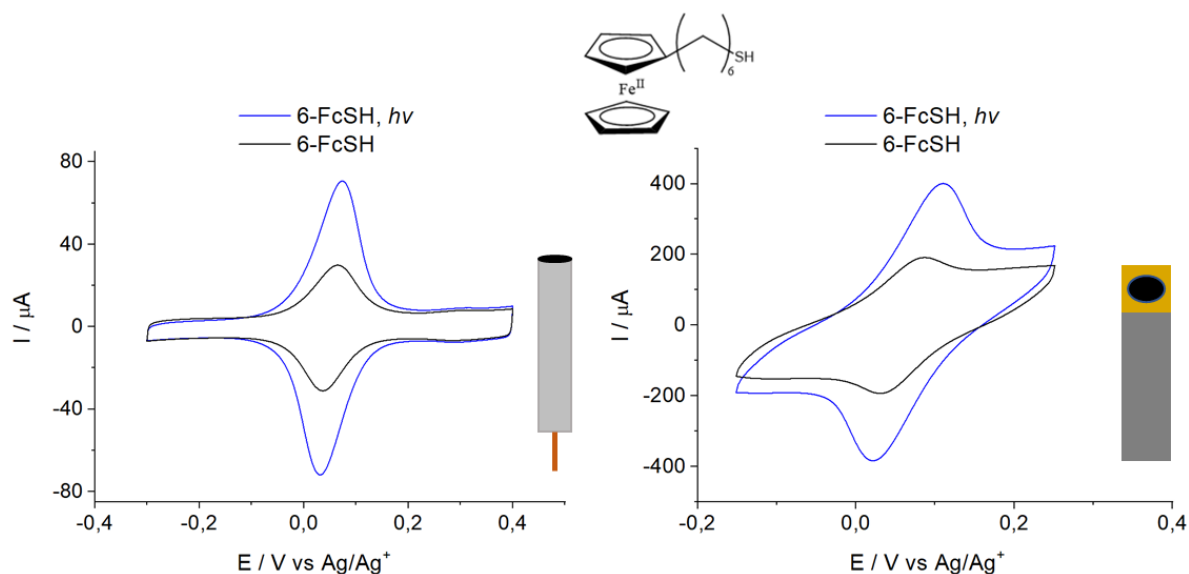 SH
6
Fe^II
6-FcSH, hν
6-FcSH
80
40
0
-40
-80
I / μA
-0,4
-0,2
0,0
0,2
0,4
E / V vs Ag/Ag⁺
6-FcSH, hν
6-FcSH
400
200
0
-200
-400
I / μA
-0,2
0,0
0,2
0,4
E / V vs Ag/Ag⁺